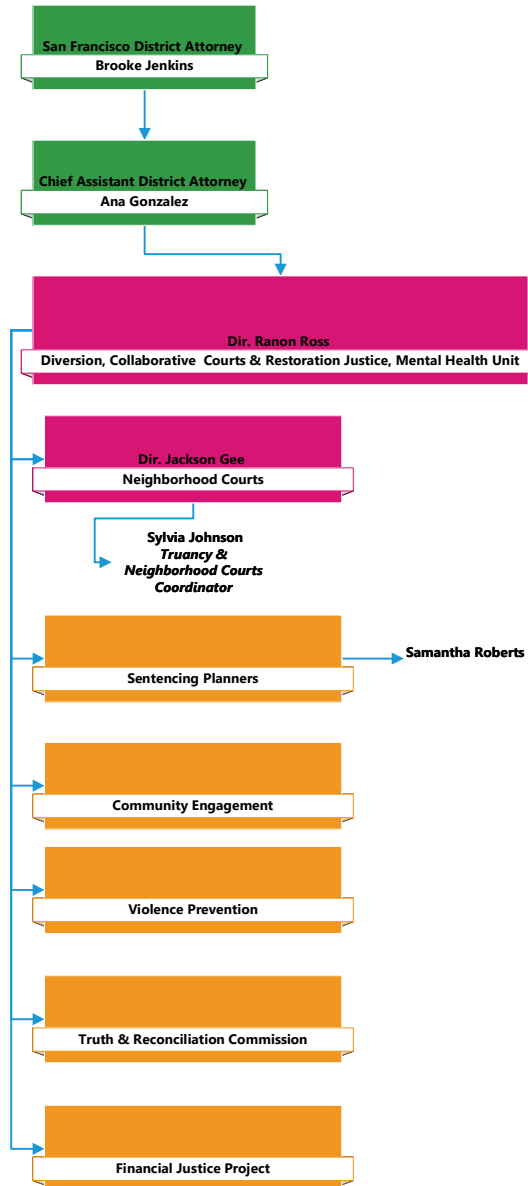 San Francisco District Attorney
Brooke Jenkins
Chief Assistant District Attorney
Ana Gonzalez
Dir. Ranon Ross
Diversion, Collaborative Courts & Restoration Justice, Mental Health Unit
Dir. Jackson Gee
Neighborhood Courts
Sylvia Johnson
Truancy &
Neighborhood Courts
Coordinator
Samantha Roberts
Sentencing Planners
Community Engagement
Violence Prevention
Truth & Reconciliation Commission
Financial Justice Project